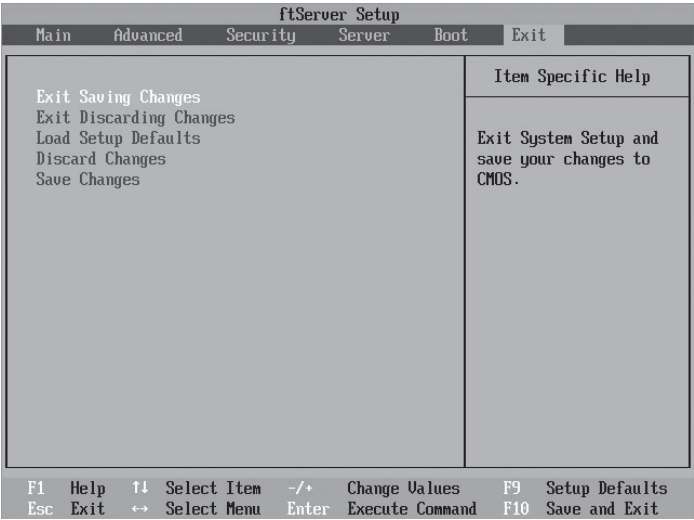 ftServer Setup
Main Advanced Security Server Boot Exit
Exit Saving Changes
Exit Discarding Changes
Load Setup Defaults
Discard Changes
Save Changes
Item Specific Help
Exit System Setup and
save your changes to
CMOS.
F1 Help ↑↓ Select Item -/+ Change Values F9 Setup Defaults
Esc Exit ↔ Select Menu Enter Execute Command F10 Save and Exit